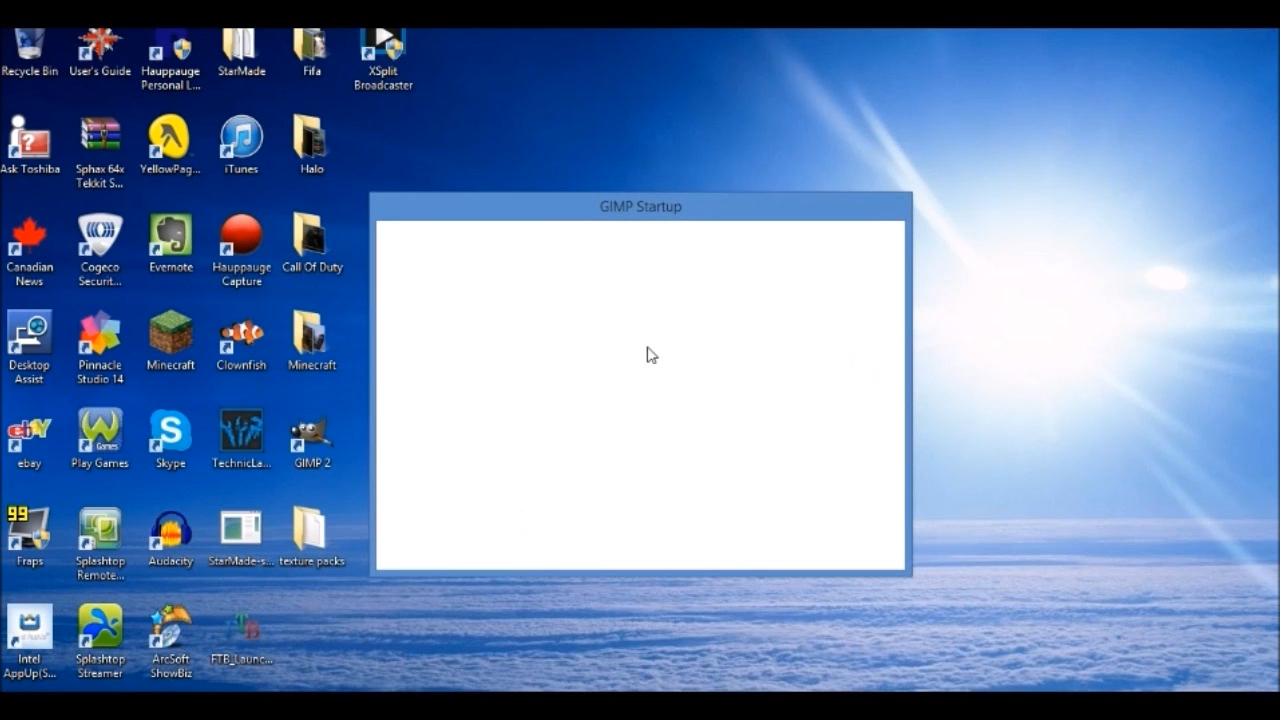 Recycle Bin
User's Guide
Hauppauge
Personal L...
StarMade
Fifa
XSplit
Broadcaster
Ask Toshiba
Sphax 64x
Tekkit S...
YellowPag...
iTunes
Halo
GIMP Startup
Canadian
News
Cogeco
Securit...
Evernote
Hauppauge
Capture
Call Of Duty
Desktop
Assist
Pinnacle
Studio 14
Minecraft
Clownfish
Minecraft
ebY
ebay
Games
Play Games
S
Skype
TechnicLa...
GIMP 2
99
Fraps
Splashtop
Remote...
Audacity
StarMade-s...
texture packs
Intel
AppUp(S...
Splashtop
Streamer
ArcSoft
ShowBiz
FTB_Launc...